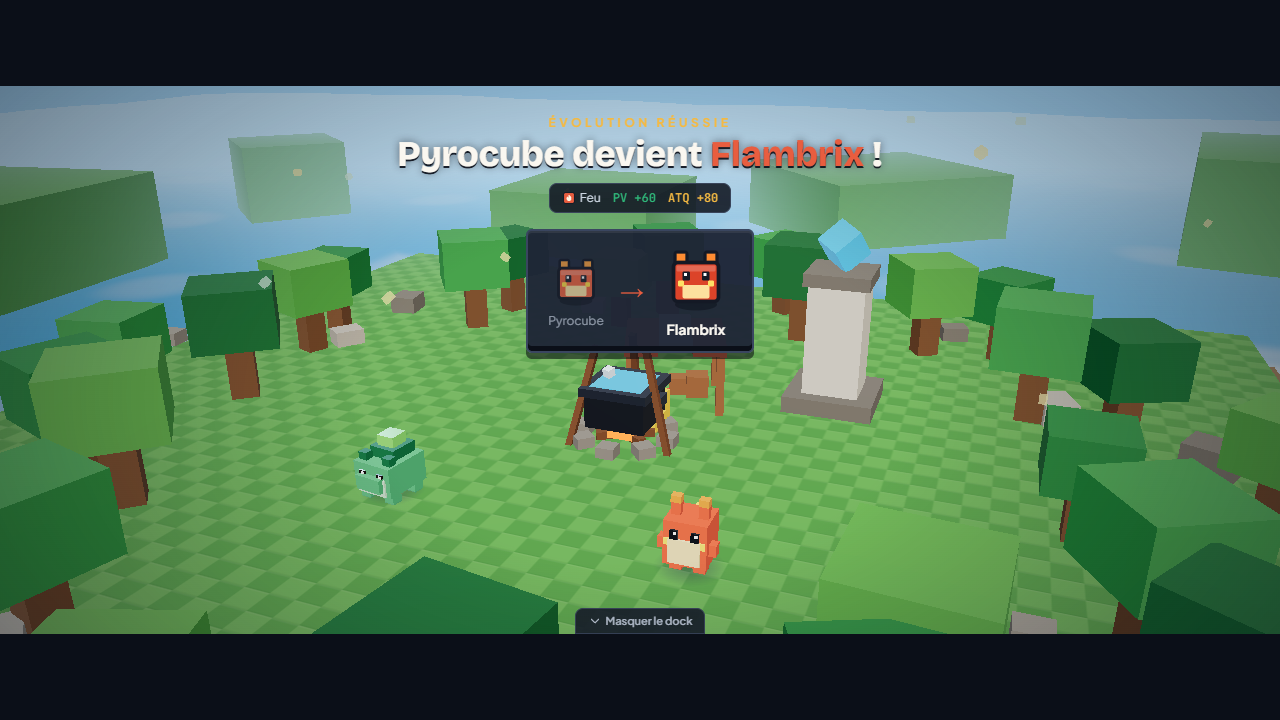 ÉVOLUTION RÉUSSIE
Pyrocube devient Flambrix !
Feu PV +60 ATQ +80
Pyrocube → Flambrix
Masquer le dock